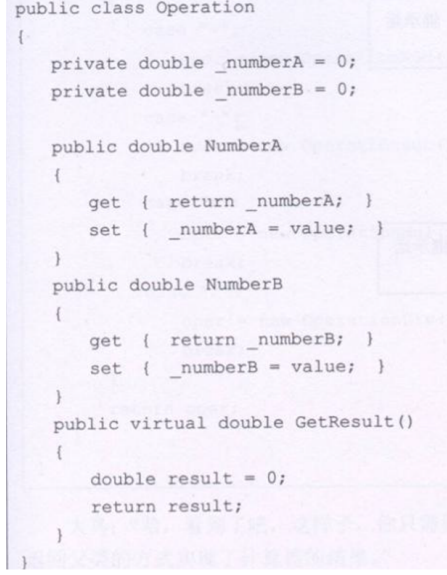 public class Operation
{
private double _numberA = 0;
private double _numberB = 0;
public double NumberA
{
get { return _numberA; }
set { _numberA = value; }
}
public double NumberB
{
get { return _numberB; }
set { _numberB = value; }
}
public virtual double GetResult()
{
double result = 0;
return result;
}
}